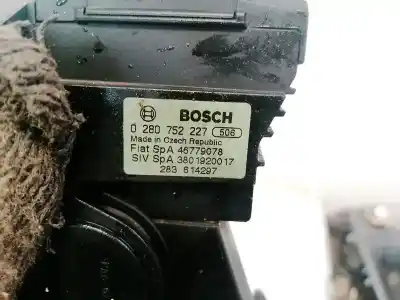 BOSCH
0 280 752 227 506
Made in Czech Republic
Fiat SpA 46779078
SIV SpA 3801920017
283 614297